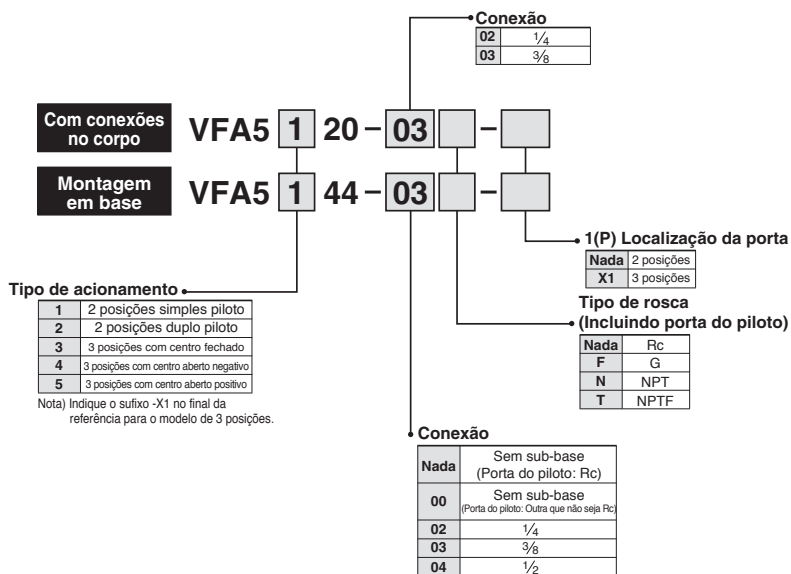 Conexão
02 1/4
03 3/8
Com conexões
no corpo
VFA5 1 20 – 03 –
Montagem
em base
VFA5 1 44 – 03 –
1(P) Localização da porta
Nada 2 posições
X1 3 posições
Tipo de acionamento
1 2 posições simples piloto
2 2 posições duplo piloto
3 3 posições com centro fechado
4 3 posições com centro aberto negativo
5 3 posições com centro aberto positivo
Nota) Indique o sufixo -X1 no final da
referência para o modelo de 3 posições.
Tipo de rosca
(Incluindo porta do piloto)
Nada Rc
F G
N NPT
T NPTF
Conexão
Nada Sem sub-base
(Porta do piloto: Rc)
00 Sem sub-base
(Porta do piloto: Outra que não seja Rc)
02 1/4
03 3/8
04 1/2